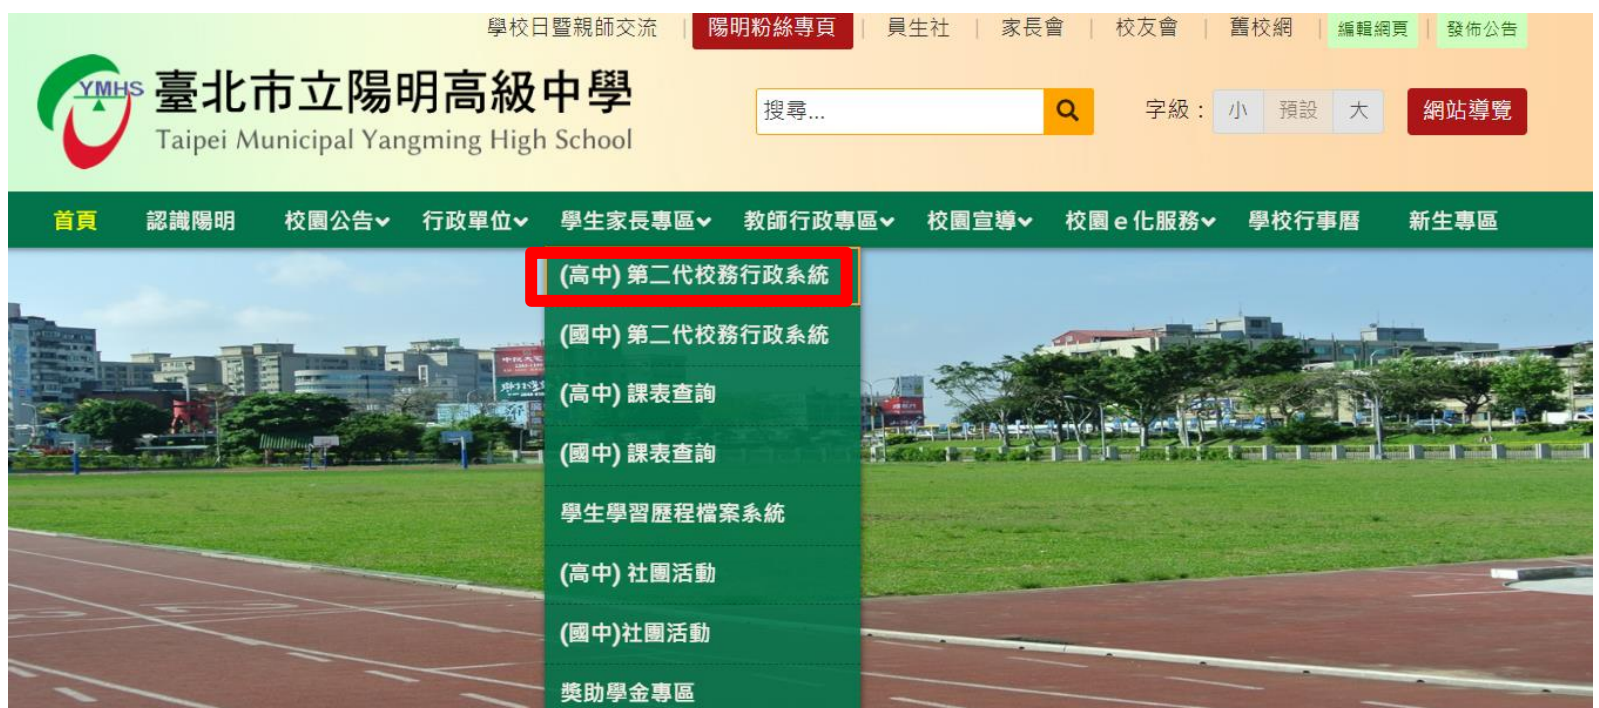 學校日暨親師交流 | 陽明粉絲專頁 | 員生社 | 家長會 | 校友會 | 舊校網 | 編輯網頁 | 發佈公告
YMHS 臺北市立陽明高級中學
Taipei Municipal Yangming High School
搜尋...
字級： 小 預設 大 網站導覽
首頁 認識陽明 校園公告 行政單位 學生家長專區 教師行政專區 校園宣導 校園e化服務 學校行事曆 新生專區
(高中) 第二代校務行政系統
(國中) 第二代校務行政系統
(高中) 課表查詢
(國中) 課表查詢
學生學習歷程檔案系統
(高中) 社團活動
(國中)社團活動
獎助學金專區